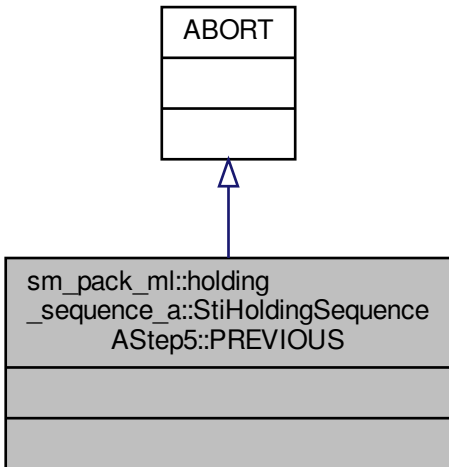 ABORT
sm_pack_ml::holding
_sequence_a::StiHoldingSequence
AStep5::PREVIOUS